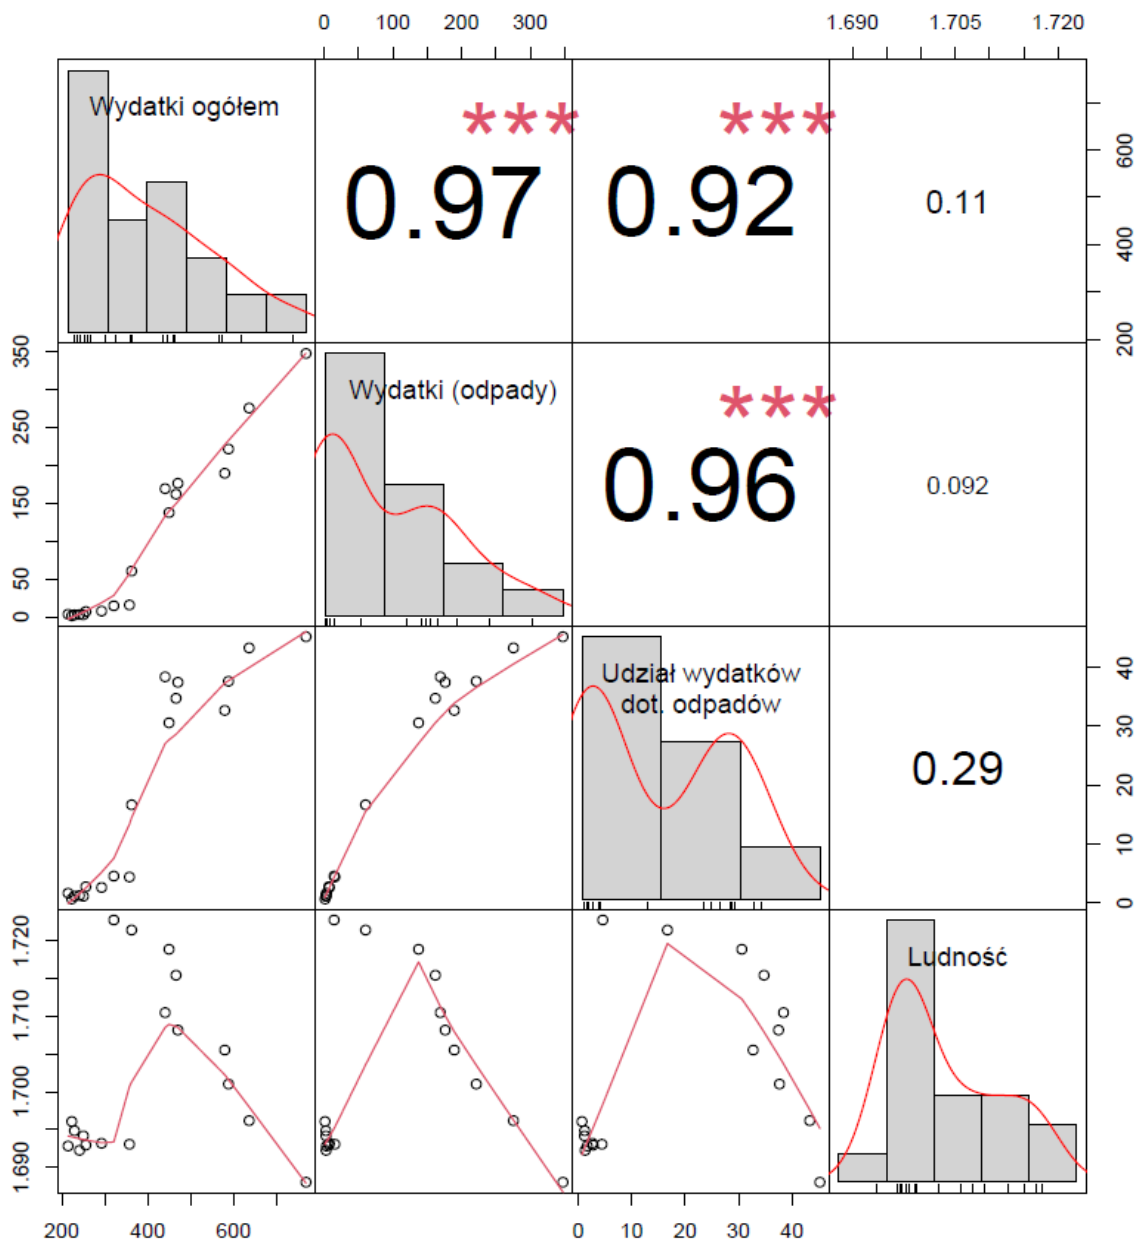 0 100 200 300
1.690 1.705 1.720
Wydatki ogółem
***
0.97
***
0.92
0.11
200 400 600
0 50 150 250 350
Wydatki (odpady)
***
0.96
0.092
Udział wydatków
dot. odpadów
0.29
0 10 20 30 40
1.690 1.700 1.710 1.720
Ludność
200 400 600
0 10 20 30 40